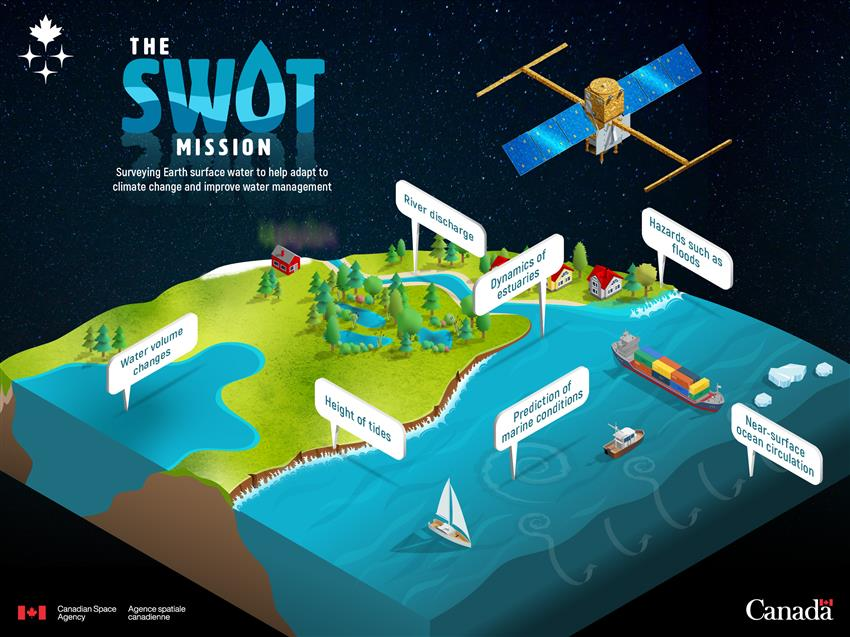 THE
SWOT
MISSION
Surveying Earth surface water to help adapt to
climate change and improve water management
River discharge
Hazards such as
floods
Dynamics of
estuaries
Water volume
changes
Height of tides
Prediction of
marine conditions
Near-surface
ocean circulation
Canadian Space
Agency
Agence spatiale
canadienne
Canada